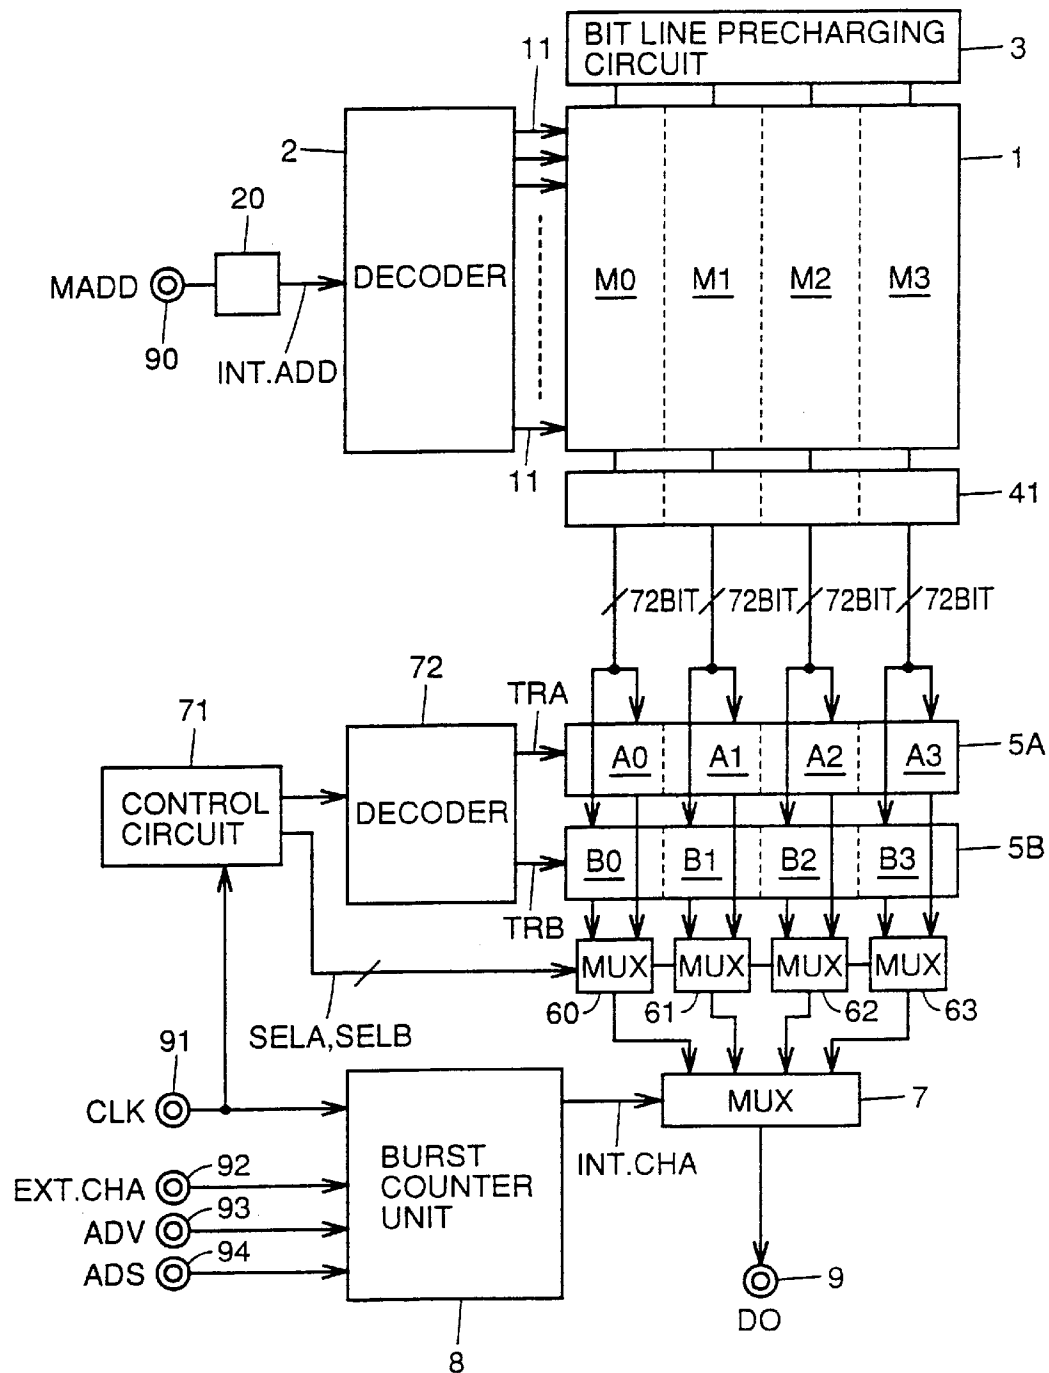 BIT LINE PRECHARGING
CIRCUIT
3
11
2
1
20
DECODER
M0 M1 M2 M3
MADD
90
INT.ADD
11
41
72BIT 72BIT 72BIT 72BIT
72
TRA
71
5A
A0 A1 A2 A3
CONTROL
CIRCUIT
DECODER
5B
B0 B1 B2 B3
TRB
MUX MUX MUX MUX
60 61 62 63
SELA,SELB
91
CLK
MUX
7
INT.CHA
BURST
COUNTER
UNIT
92
EXT.CHA
93
ADV
94
ADS
9
DO
8